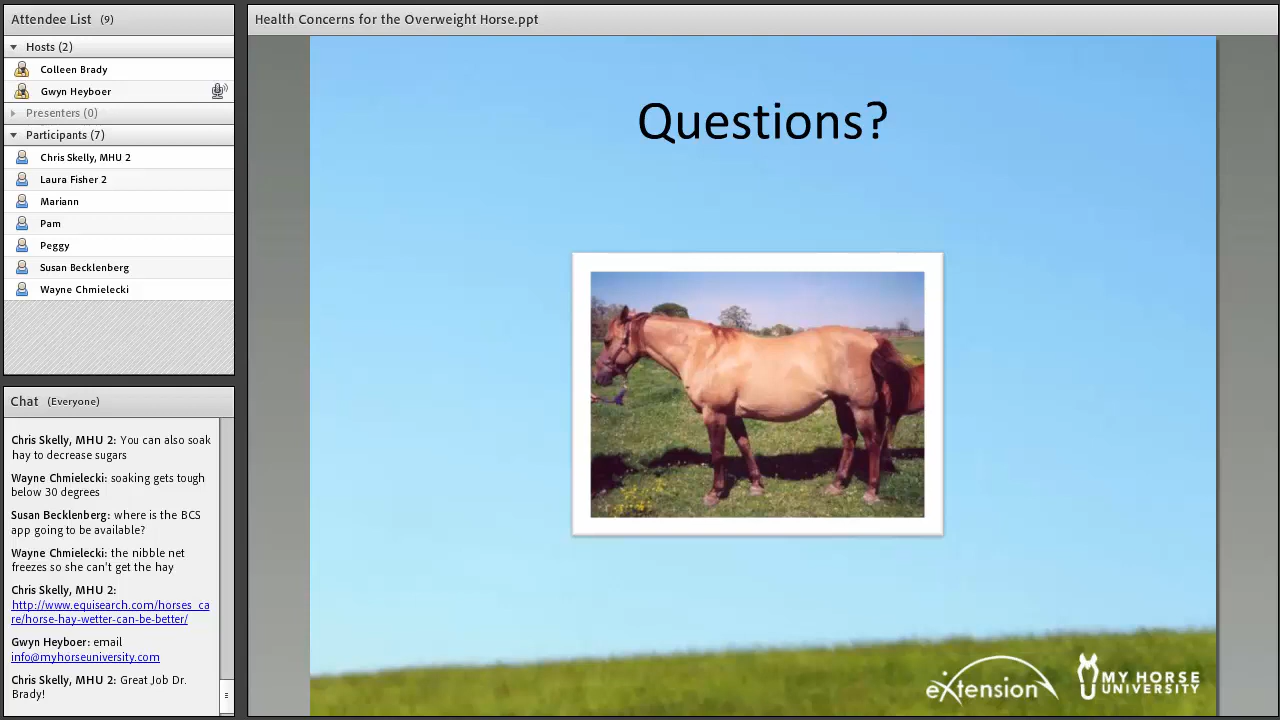 Attendee List (9)
Hosts (2)
Colleen Brady
Gwyn Heyboer
Presenters (0)
Participants (7)
Chris Skelly, MHU 2
Laura Fisher 2
Mariann
Pam
Peggy
Susan Becklenberg
Wayne Chmielecki
Chat (Everyone)
Chris Skelly, MHU 2: You can also soak
hay to decrease sugars
Wayne Chmielecki: soaking gets tough
below 30 degrees
Susan Becklenberg: where is the BCS
app going to be available?
Wayne Chmielecki: the nibble net
freezes so she can't get the hay
Chris Skelly, MHU 2:
http://www.equisearch.com/horses_ca
re/horse-hay-wetter-can-be-better/
Gwyn Heyboer: email
info@myhorseuniversity.com
Chris Skelly, MHU 2: Great Job Dr.
Brady!
Health Concerns for the Overweight Horse.ppt
Questions?
eXtension
MY HORSE
UNIVERSITY